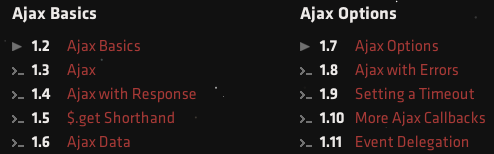 Ajax Basics
1.2 Ajax Basics
>_ 1.3 Ajax
>_ 1.4 Ajax with Response
>_ 1.5 $.get Shorthand
>_ 1.6 Ajax Data
Ajax Options
1.7 Ajax Options
>_ 1.8 Ajax with Errors
>_ 1.9 Setting a Timeout
>_ 1.10 More Ajax Callbacks
>_ 1.11 Event Delegation